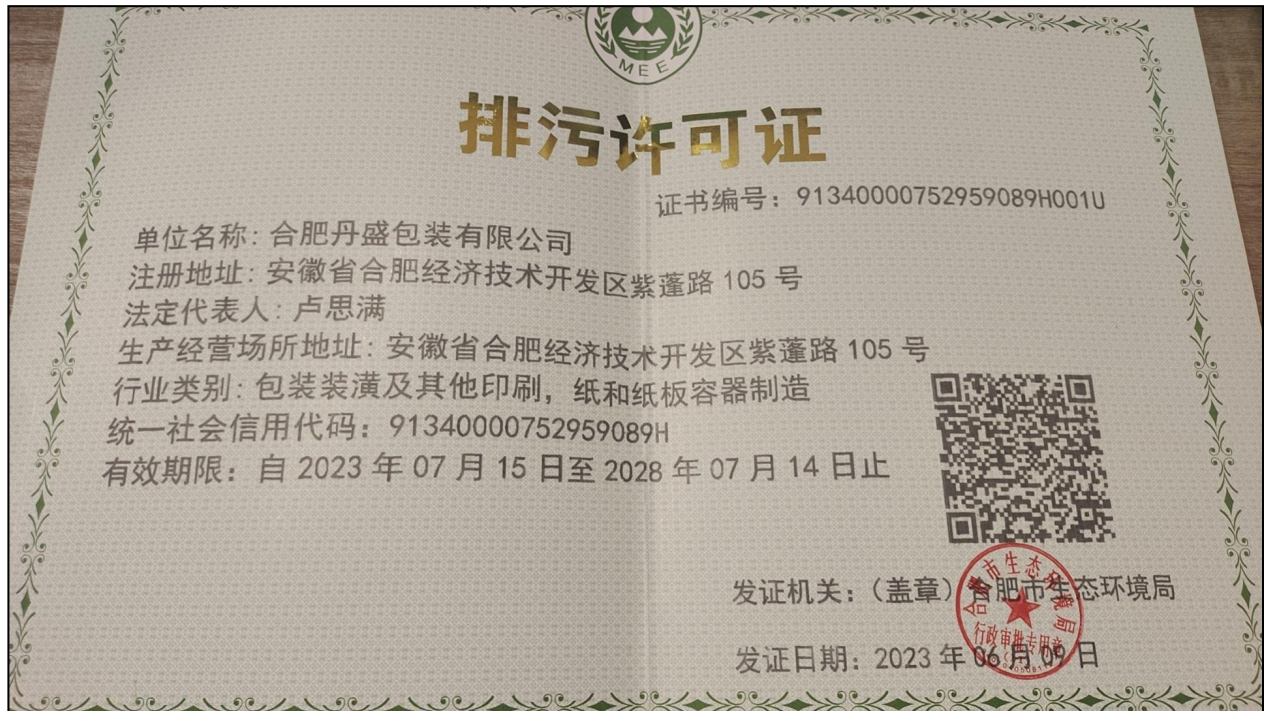 MEE
排污许可证
证书编号：91340000752959089H001U
单位名称：合肥丹盛包装有限公司
注册地址：安徽省合肥经济技术开发区紫蓬路 105 号
法定代表人：卢思满
生产经营场所地址：安徽省合肥经济技术开发区紫蓬路 105 号
行业类别：包装装潢及其他印刷，纸和纸板容器制造
统一社会信用代码：91340000752959089H
有效期限：自 2023 年 07 月 15 日至 2028 年 07 月 14 日止
发证机关：（盖章）合肥市生态环境局
合肥市生态环境局
行政审批专用章
发证日期：2023 年 06 月 09 日